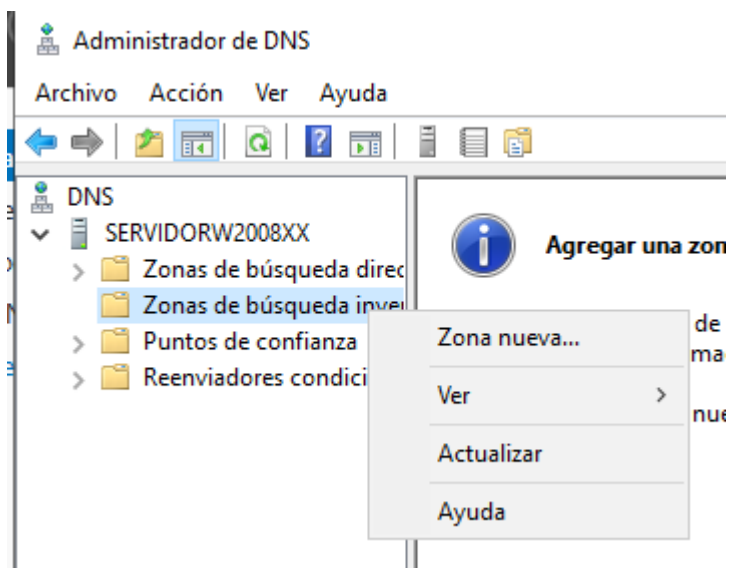 Administrador de DNS
Archivo Acción Ver Ayuda
DNS
SERVIDORW2008XX
Zonas de búsqueda direc
Zonas de búsqueda inver
Puntos de confianza
Reenviadores condici
Agregar una zon
de
ma
nue
Zona nueva...
Ver
Actualizar
Ayuda